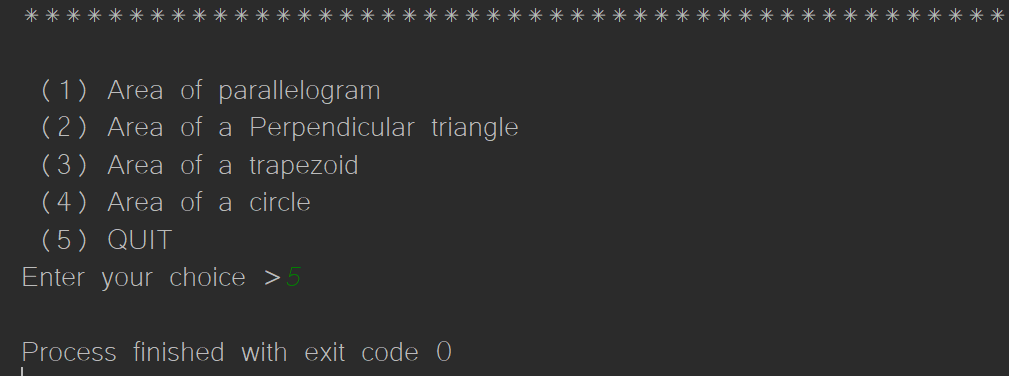 ***********************************************
(1) Area of parallelogram
(2) Area of a Perpendicular triangle
(3) Area of a trapezoid
(4) Area of a circle
(5) QUIT
Enter your choice >5
Process finished with exit code 0